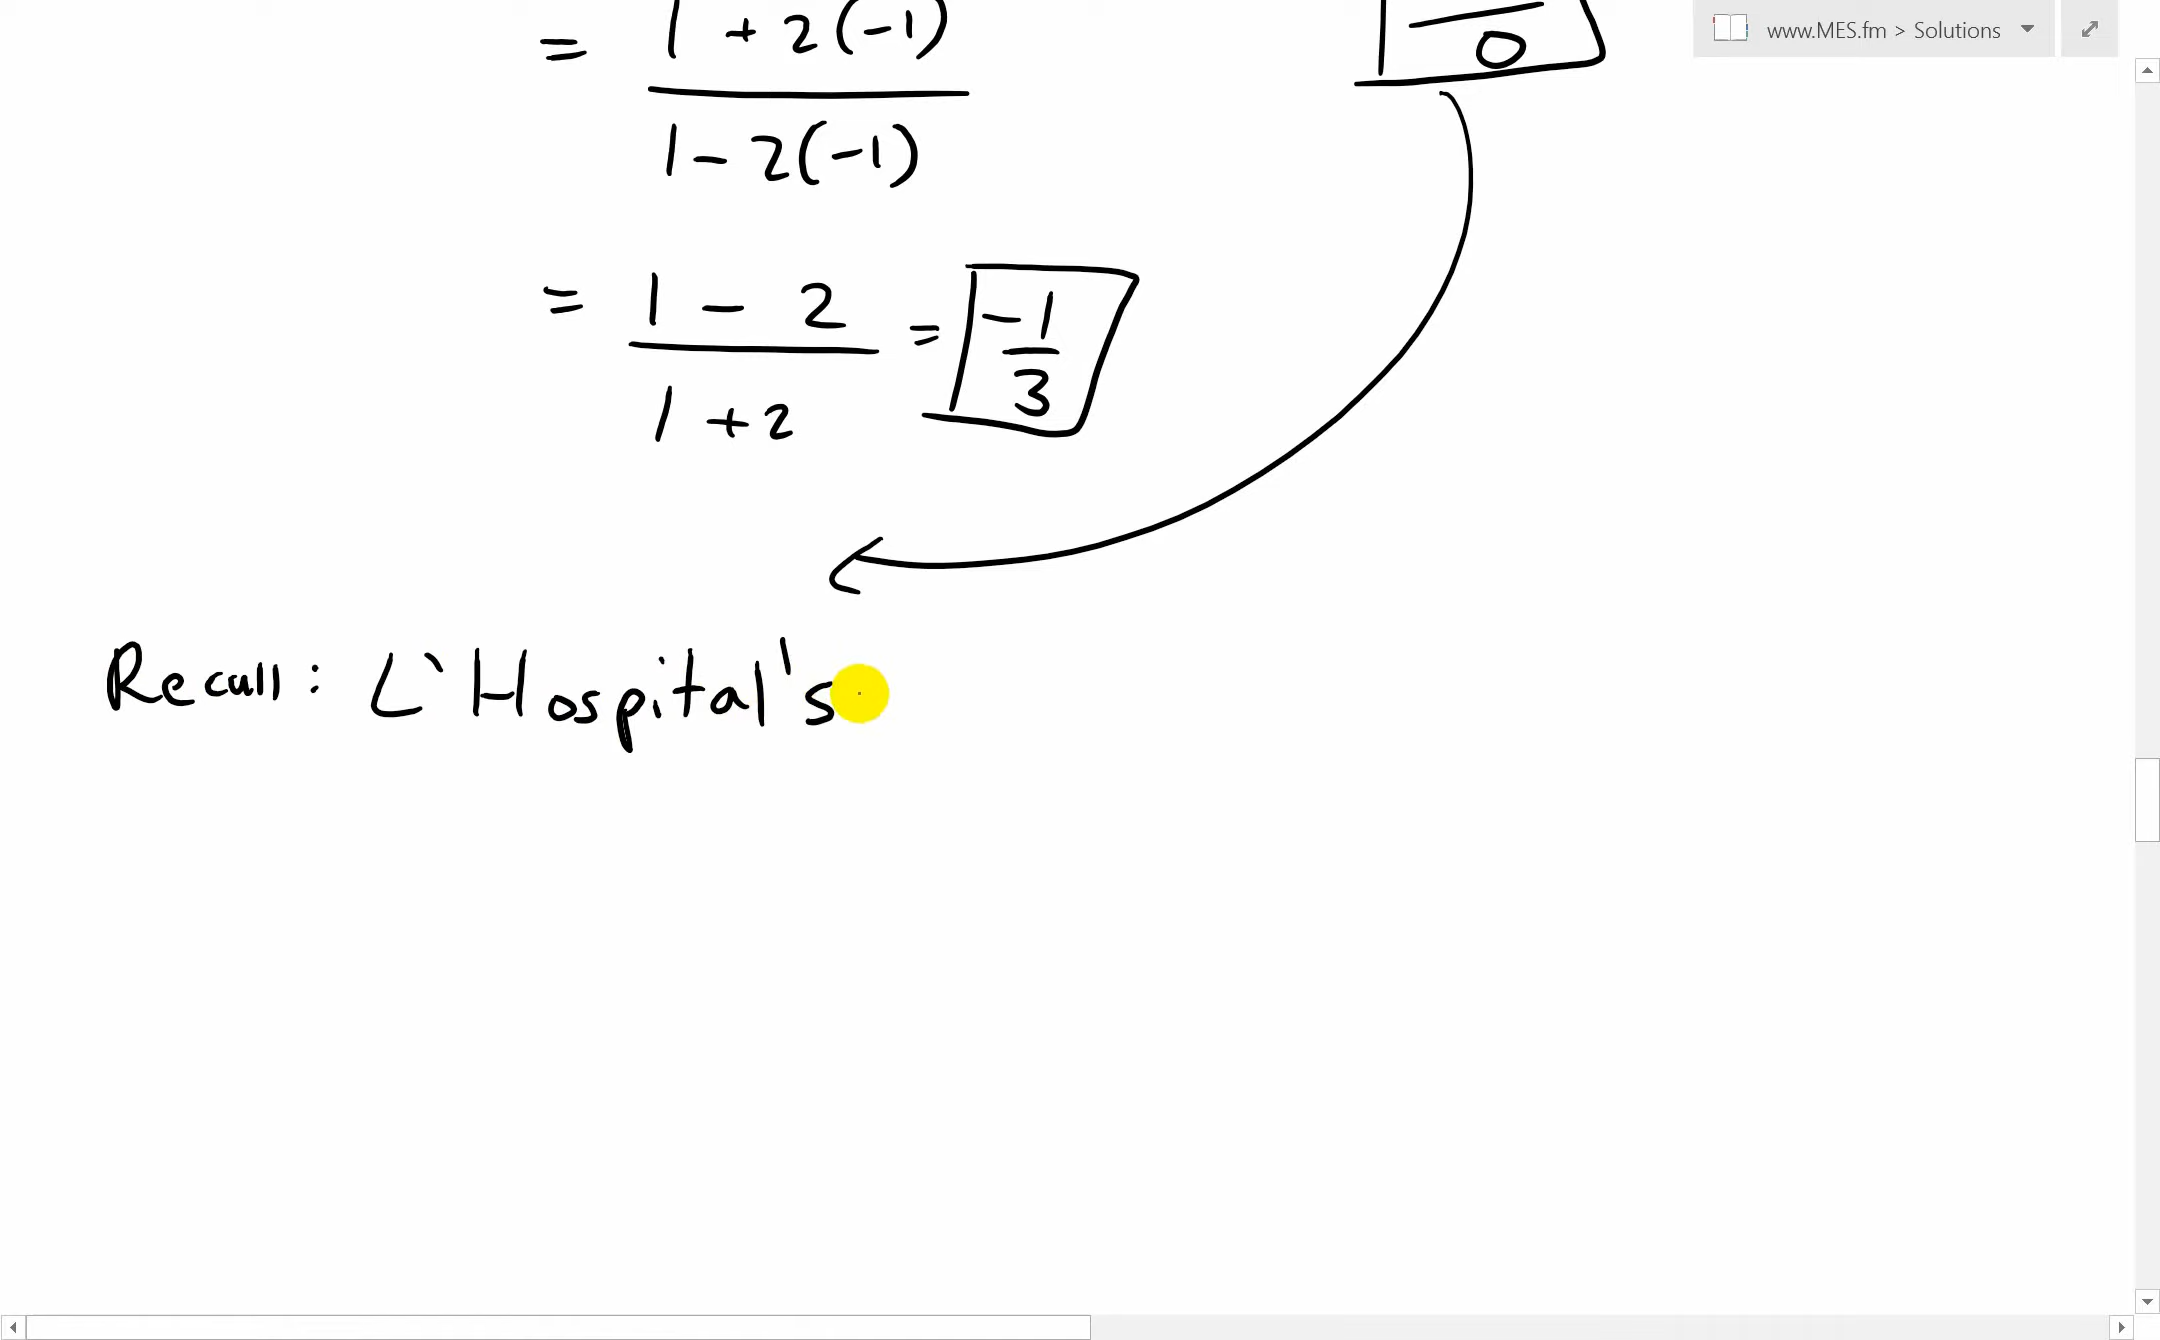 = 1 + 2(-1)
1 - 2(-1)
0
www.MES.fm > Solutions
= 1 - 2 = -1
1 + 2 3
Recall: L'Hospital's